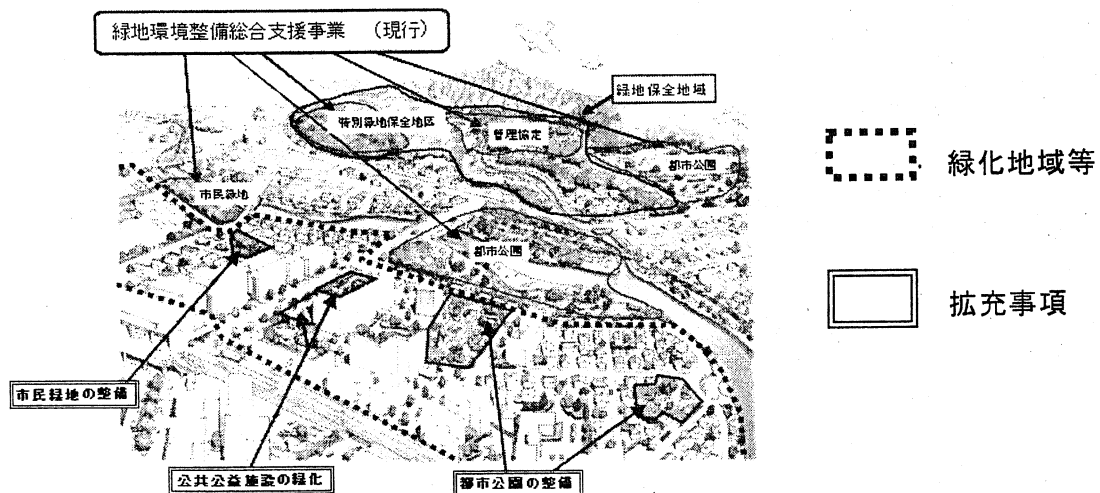 緑地環境整備総合支援事業　（現行）
緑地保全地域
特別緑地保全地区
管理協定
都市公園
市民緑地
都市公園
緑化地域等
拡充事項
市民緑地の整備
公共公益施設の緑化
都市公園の整備